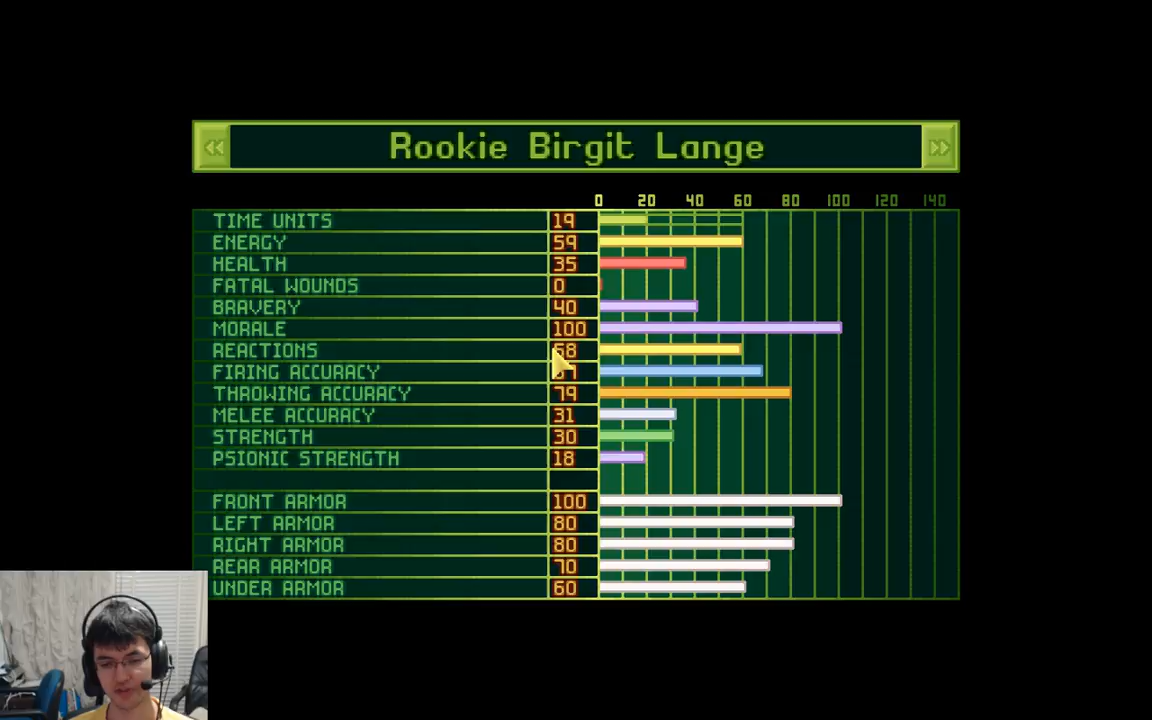 «
Rookie Birgit Lange
»
0 20 40 60 80 100 120 140
TIME UNITS 19
ENERGY 59
HEALTH 35
FATAL WOUNDS 0
BRAVERY 40
MORALE 100
REACTIONS
FIRING ACCURACY
THROWING ACCURACY 79
MELEE ACCURACY 31
STRENGTH 30
PSIONIC STRENGTH 18
FRONT ARMOR 100
LEFT ARMOR 80
RIGHT ARMOR 80
REAR ARMOR 70
UNDER ARMOR 60